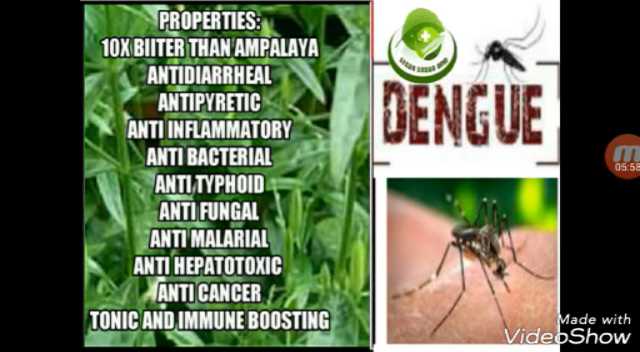 PROPERTIES:
10X BIITER THAN AMPALAYA
ANTIDIARRHEAL
ANTIPYRETIC
ANTI INFLAMMATORY
ANTI BACTERIAL
ANTI TYPHOID
ANTI FUNGAL
ANTI MALARIAL
ANTI HEPATOTOXIC
ANTI CANCER
TONIC AND IMMUNE BOOSTING
DENGUE
05:58
Made with
VideoShow